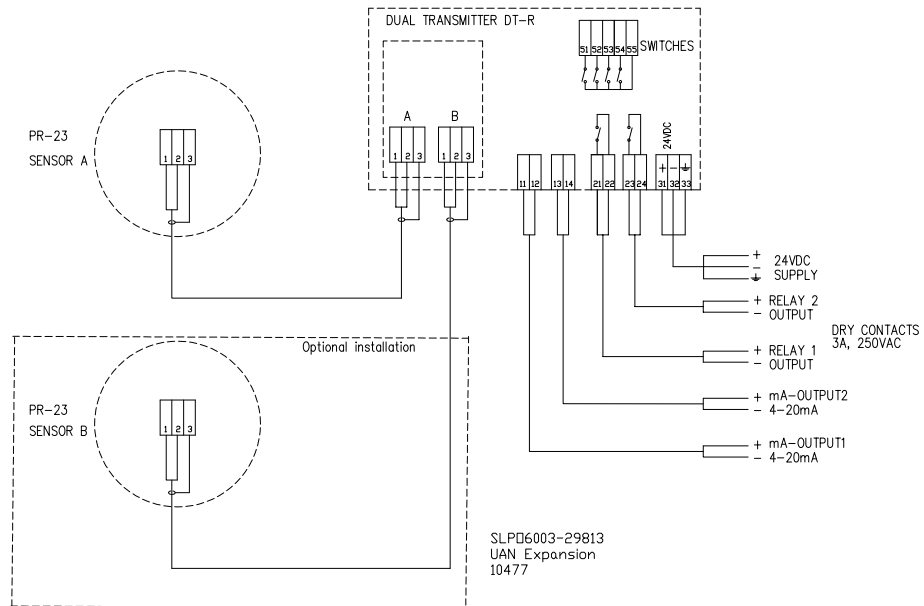 DUAL TRANSMITTER DT-R
51 52 53 54 55
SWITCHES
A
B
1 2 3
1 2 3
24VDC
+ -
11 12
13 14
21 22
23 24
31 32 33
PR-23
SENSOR A
1 2 3
+
-
24VDC
SUPPLY
+ RELAY 2
- OUTPUT
DRY CONTACTS
3A, 250VAC
+ RELAY 1
- OUTPUT
+ mA-OUTPUT2
- 4-20mA
+ mA-OUTPUT1
- 4-20mA
Optional installation
PR-23
SENSOR B
1 2 3
SLP□6003-29813
UAN Expansion
10477